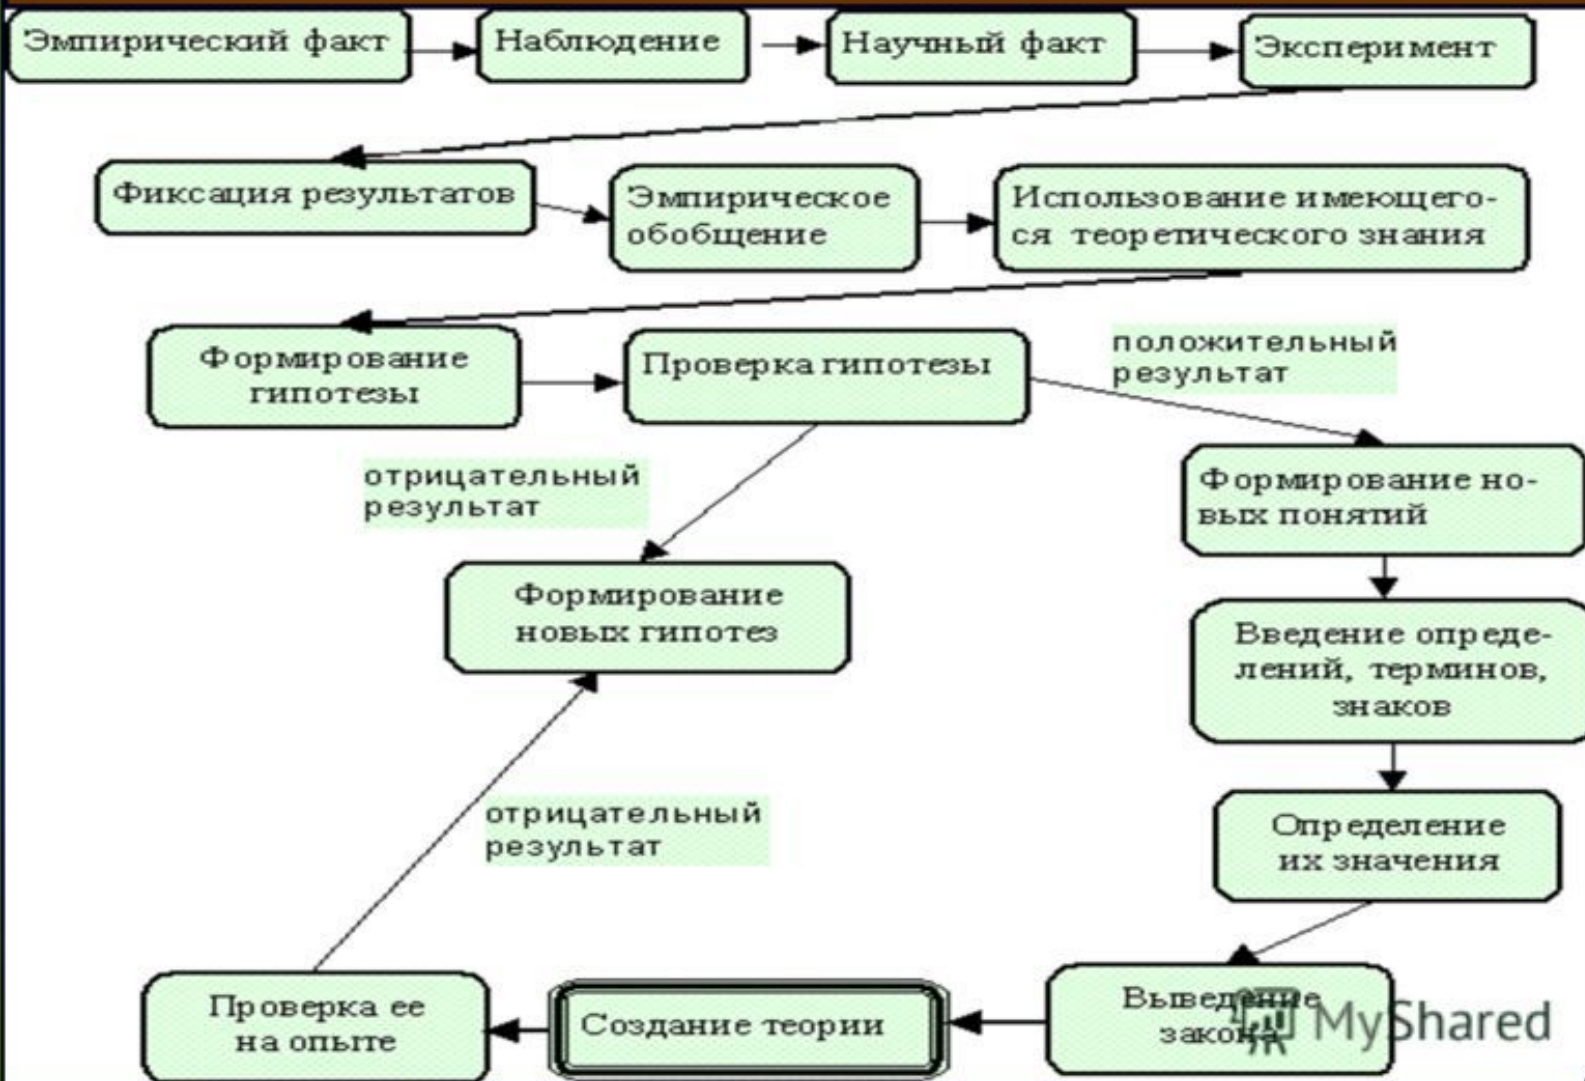 Эмпирический факт
Наблюдение
Научный факт
Эксперимент
Фиксация результатов
Эмпирическое
обобщение
Использование имеющего-
ся теоретического знания
Формирование
гипотезы
Проверка гипотезы
положительный
результат
отрицательный
результат
Формирование но-
вых понятий
Формирование
новых гипотез
Введение опреде-
лений, терминов,
знаков
отрицательный
результат
Определение
их значения
Проверка ее
на опыте
Создание теории
Выведение
закона
MyShared